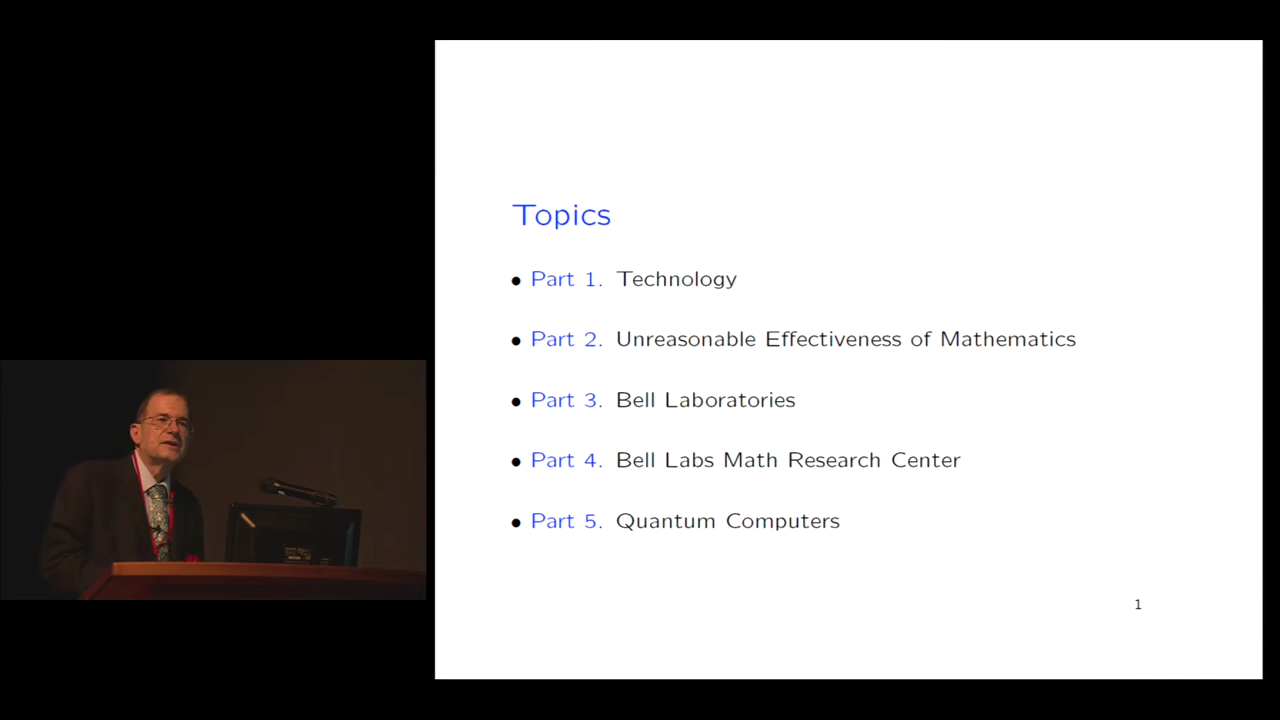 Topics
• Part 1. Technology
• Part 2. Unreasonable Effectiveness of Mathematics
• Part 3. Bell Laboratories
• Part 4. Bell Labs Math Research Center
• Part 5. Quantum Computers
1